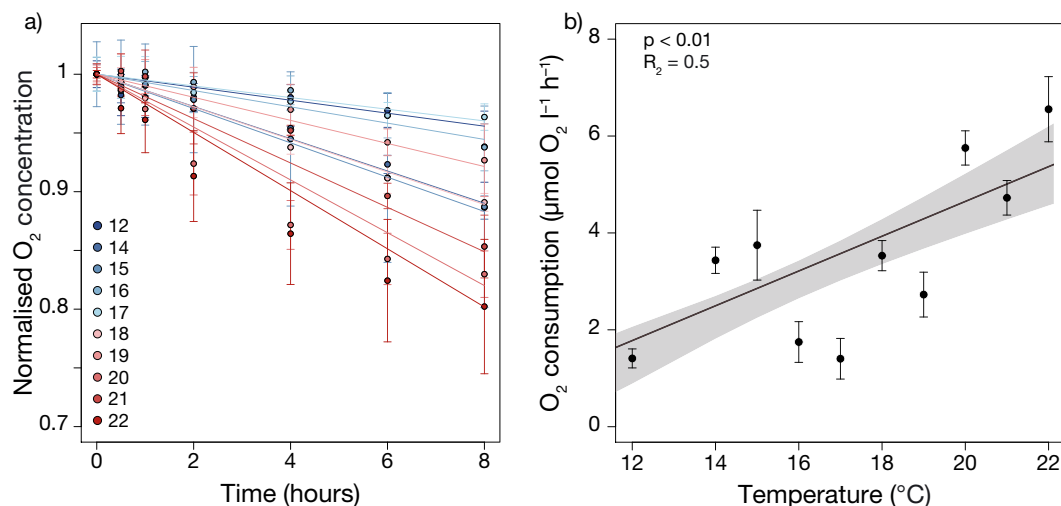 a)
Normalised O₂ concentration
1
0.9
0.8
0.7
12
14
15
16
17
18
19
20
21
22
0 2 4 6 8
Time (hours)
b)
p < 0.01
R₂ = 0.5
O₂ consumption (µmol O₂ l⁻¹ h⁻¹)
8
6
4
2
0
12 14 16 18 20 22
Temperature (°C)